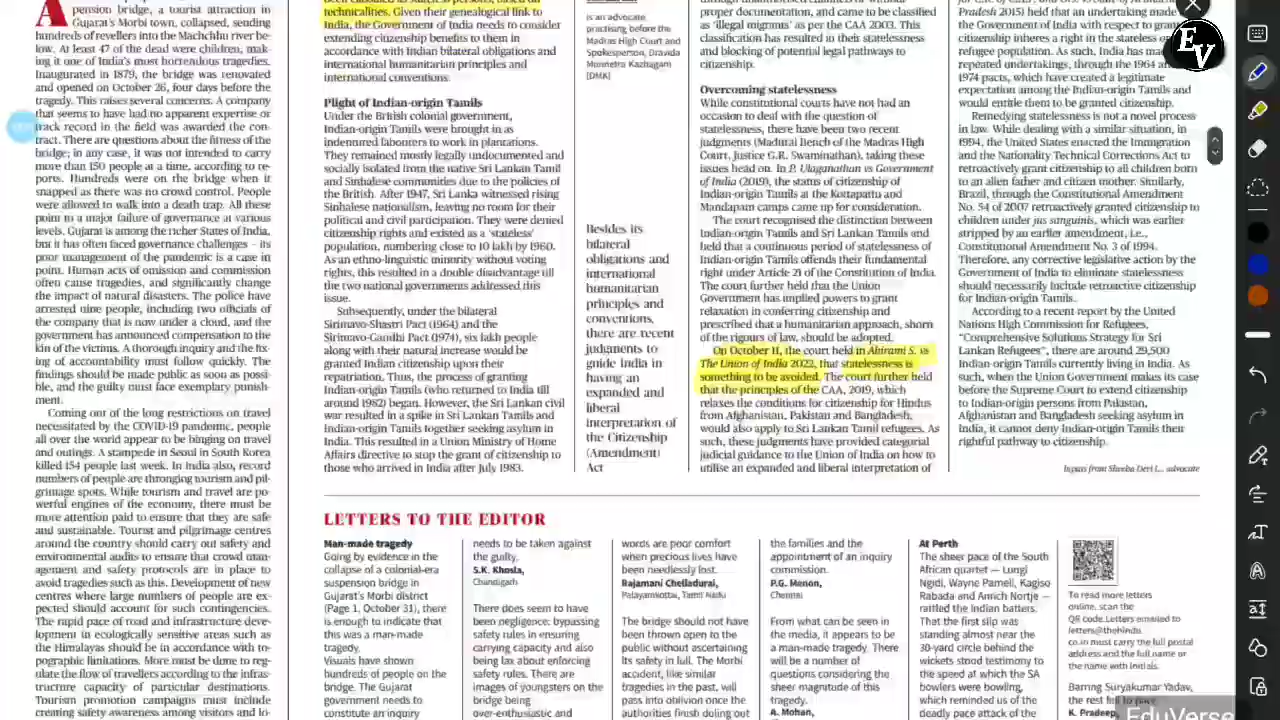 A
pension bridge, a tourist attraction in
Gujarat's Morbi town, collapsed, sending
hundreds of revellers into the Machchhu river be-
low. At least 47 of the dead were children, mak-
ing it one of India's most horrendous tragedies.
Inaugurated in 1879, the bridge was renovated
and opened on October 26, four days before the
tragedy. This raises several concerns. A company
that seems to have had no apparent expertise or
track record in the field was awarded the con-
tract. There are questions about the fitness of the
bridge; in any case, it was not intended to carry
more than 150 people at a time, according to re-
ports. Hundreds were on the bridge when it
snapped as there was no crowd control. People
were allowed to walk into a death trap. All these
point to a major failure of governance at various
levels. Gujarat is among the richer States of India,
but it has often faced governance challenges – its
poor management of the pandemic is a case in
point. Human acts of omission and commission
often cause tragedies, and significantly change
the impact of natural disasters. The police have
arrested nine people, including two officials of
the company that is now under a cloud, and the
government has announced compensation to the
kin of the victims. A thorough inquiry and the fix-
ing of accountability must follow quickly. The
findings should be made public as soon as possi-
ble, and the guilty must face exemplary punish-
ment.
Coming out of the long restrictions on travel
necessitated by the COVID-19 pandemic, people
all over the world appear to be binging on travel
and outings. A stampede in Seoul in South Korea
killed 154 people last week. In India also, record
numbers of people are thronging tourism and pil-
grimage spots. While tourism and travel are po-
werful engines of the economy, there must be
more attention paid to ensure that they are safe
and sustainable. Tourist and pilgrimage centres
around the country should carry out safety and
environmental audits to ensure that crowd man-
agement and safety protocols are in place to
avoid tragedies such as this. Development of new
centres where large numbers of people are ex-
pected should account for such contingencies.
The rapid pace of road and infrastructure deve-
lopment in ecologically sensitive areas such as
the Himalayas should be in accordance with to-
pographic limitations. More must be done to reg-
ulate the flow of travellers according to the infras-
tructure capacity of particular destinations.
Tourism promotion campaigns must include
creating safety awareness among visitors and lo-
technicalities. Given their genealogical link to
India, the Government of India needs to consider
extending citizenship benefits to them in
accordance with Indian bilateral obligations and
international humanitarian principles and
international conventions.
Plight of Indian-origin Tamils
Under the British colonial government,
Indian-origin Tamils were brought in as
indentured labourers to work in plantations.
They remained mostly legally undocumented and
socially isolated from the native Sri Lankan Tamil
and Sinhalese communities due to the policies of
the British. After 1947, Sri Lanka witnessed rising
Sinhalese nationalism, leaving no room for their
political and civil participation. They were denied
citizenship rights and existed as a 'stateless'
population, numbering close to 10 lakh by 1960.
As an ethno-linguistic minority without voting
rights, this resulted in a double disadvantage till
the two national governments addressed this
issue.
Subsequently, under the bilateral
Sirimavo-Shastri Pact (1964) and the
Sirimavo-Gandhi Pact (1974), six lakh people
along with their natural increase would be
granted Indian citizenship upon their
repatriation. Thus, the process of granting
Indian-origin Tamils (who returned to India till
around 1982) began. However, the Sri Lankan civil
war resulted in a spike in Sri Lankan Tamils and
Indian-origin Tamils together seeking asylum in
India. This resulted in a Union Ministry of Home
Affairs directive to stop the grant of citizenship to
those who arrived in India after July 1983.
is an advocate
practising before the
Madras High Court and
Spokesperson, Dravida
Munnetra Kazhagam
[DMK]
Besides its
bilateral
obligations and
international
humanitarian
principles and
conventions,
there are recent
judgments to
guide India in
having an
expanded and
liberal
interpretation of
the Citizenship
(Amendment)
Act
proper documentation, and came to be classified
as 'illegal migrants' as per the CAA 2003. This
classification has resulted in their statelessness
and blocking of potential legal pathways to
citizenship.
Overcoming statelessness
While constitutional courts have not had an
occasion to deal with the question of
statelessness, there have been two recent
judgments (Madurai Bench of the Madras High
Court, Justice G.R. Swaminathan), taking these
issues head on. In P. Ulaganathan vs Government
of India (2019), the status of citizenship of
Indian-origin Tamils at the Kottapattu and
Mandapam camps came up for consideration.
The court recognised the distinction between
Indian-origin Tamils and Sri Lankan Tamils and
held that a continuous period of statelessness of
Indian-origin Tamils offends their fundamental
right under Article 21 of the Constitution of India.
The court further held that the Union
Government has implied powers to grant
relaxation in conferring citizenship and
prescribed that a humanitarian approach, shorn
of the rigours of law, should be adopted.
On October 11, the court held in Abirami S. vs
The Union of India 2022, that statelessness is
something to be avoided. The court further held
that the principles of the CAA, 2019, which
relaxes the conditions for citizenship for Hindus
from Afghanistan, Pakistan and Bangladesh,
would also apply to Sri Lankan Tamil refugees. As
such, these judgments have provided categorial
judicial guidance to the Union of India on how to
utilise an expanded and liberal interpretation of
Pradesh 2015) held that an undertaking made
the Government of India with respect to grant
citizenship inheres a right in the stateless or
refugee population. As such, India has made
repeated undertakings, through the 1964 and
1974 pacts, which have created a legitimate
expectation among the Indian-origin Tamils and
would entitle them to be granted citizenship.
Remedying statelessness is not a novel process
in law. While dealing with a similar situation, in
1994, the United States enacted the Immigration
and the Nationality Technical Corrections Act to
retroactively grant citizenship to all children born
to an alien father and citizen mother. Similarly,
Brazil, through the Constitutional Amendment
No. 54 of 2007 retroactively granted citizenship to
children under jus sanguinis, which was earlier
stripped by an earlier amendment, i.e.,
Constitutional Amendment No. 3 of 1994.
Therefore, any corrective legislative action by the
Government of India to eliminate statelessness
should necessarily include retroactive citizenship
for Indian-origin Tamils.
According to a recent report by the United
Nations High Commission for Refugees,
"Comprehensive Solutions Strategy for Sri
Lankan Refugees", there are around 29,500
Indian-origin Tamils currently living in India. As
such, when the Union Government makes its case
before the Supreme Court to extend citizenship
to Indian-origin persons from Pakistan,
Afghanistan and Bangladesh seeking asylum in
India, it cannot deny Indian-origin Tamils their
rightful pathway to citizenship.
Inputs from Sheeba Devi L., advocate
LETTERS TO THE EDITOR
Man-made tragedy
Going by evidence in the
collapse of a colonial-era
suspension bridge in
Gujarat's Morbi district
(Page 1, October 31), there
is enough to indicate that
this was a man-made
tragedy.
Visuals have shown
hundreds of people on the
bridge. The Gujarat
government needs to
constitute an inquiry
needs to be taken against
the guilty.
S.K. Khosla,
Chandigarh
There does seem to have
been negligence: bypassing
safety rules in ensuring
carrying capacity and also
being lax about enforcing
safety rules. There are
images of youngsters on the
bridge being
over-enthusiastic and
words are poor comfort
when precious lives have
been needlessly lost.
Rajamani Chelladurai,
Palayamkottai, Tamil Nadu
The bridge should not have
been thrown open to the
public without ascertaining
its safety in full. The Morbi
accident, like similar
tragedies in the past, will
pass into oblivion once the
authorities finish doling out
the families and the
appointment of an inquiry
commission.
P.G. Menon,
Chennai
From what can be seen in
the media, it appears to be
a man-made tragedy. There
will be a number of
questions considering the
sheer magnitude of this
tragedy.
A. Mohan,
At Perth
The sheer pace of the South
African quartet — Lungi
Ngidi, Wayne Parnell, Kagiso
Rabada and Anrich Nortje —
rattled the Indian batters.
That the first slip was
standing almost near the
30-yard circle behind the
wickets stood testimony to
the speed at which the SA
bowlers were bowling,
which reminded us of the
deadly pace attack of the
To read more letters
online, scan the
QR code. Letters emailed to
letters@thehindu.
co.in must carry the full postal
address and the full name or
the name with initials.
Barring Suryakumar Yadav,
the rest fell to
K. Pradeep,
EV
EduVerse